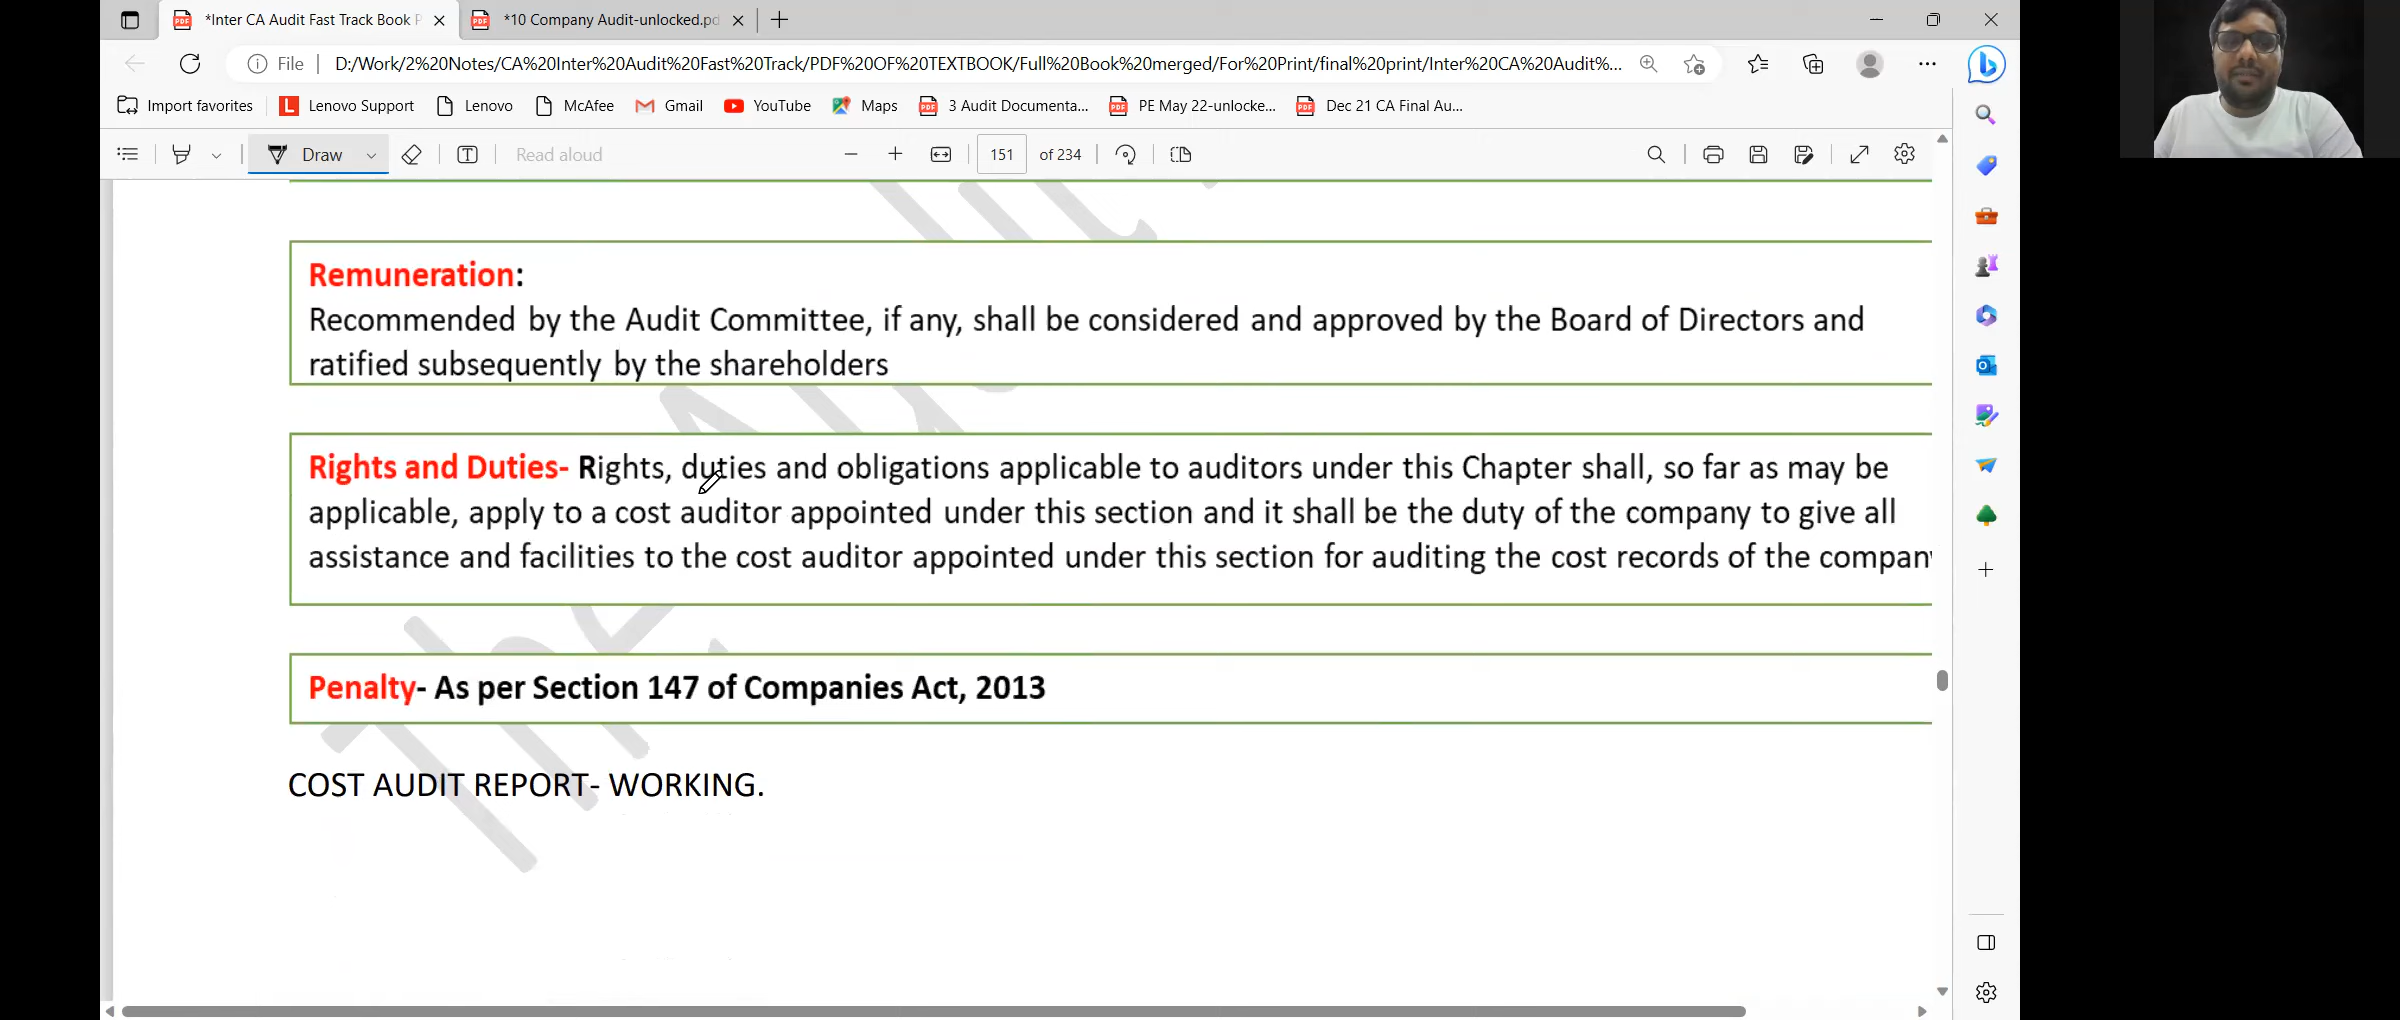 *Inter CA Audit Fast Track Book P
*10 Company Audit-unlocked.pd
File
D:/Work/2%20Notes/CA%20Inter%20Audit%20Fast%20Track/PDF%20OF%20TEXTBOOK/Full%20Book%20merged/For%20Print/final%20print/Inter%20CA%20Audit%...
Import favorites
Lenovo Support
Lenovo
McAfee
Gmail
YouTube
Maps
3 Audit Documenta...
PE May 22-unlocke...
Dec 21 CA Final Au...
Draw
Read aloud
151 of 234
Remuneration:
Recommended by the Audit Committee, if any, shall be considered and approved by the Board of Directors and
ratified subsequently by the shareholders
Rights and Duties- Rights, duties and obligations applicable to auditors under this Chapter shall, so far as may be
applicable, apply to a cost auditor appointed under this section and it shall be the duty of the company to give all
assistance and facilities to the cost auditor appointed under this section for auditing the cost records of the company
Penalty- As per Section 147 of Companies Act, 2013
COST AUDIT REPORT- WORKING.